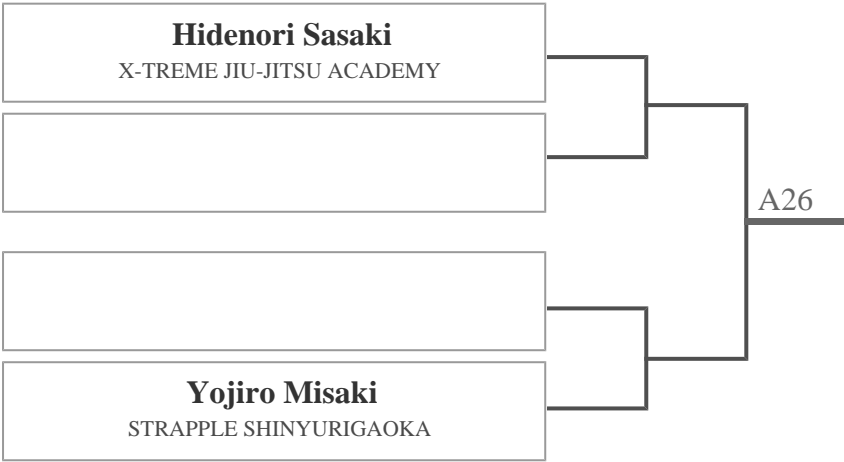 Hidenori Sasaki
X-TREME JIU-JITSU ACADEMY
A26
Yojiro Misaki
STRAPPLE SHINYURIGAOKA